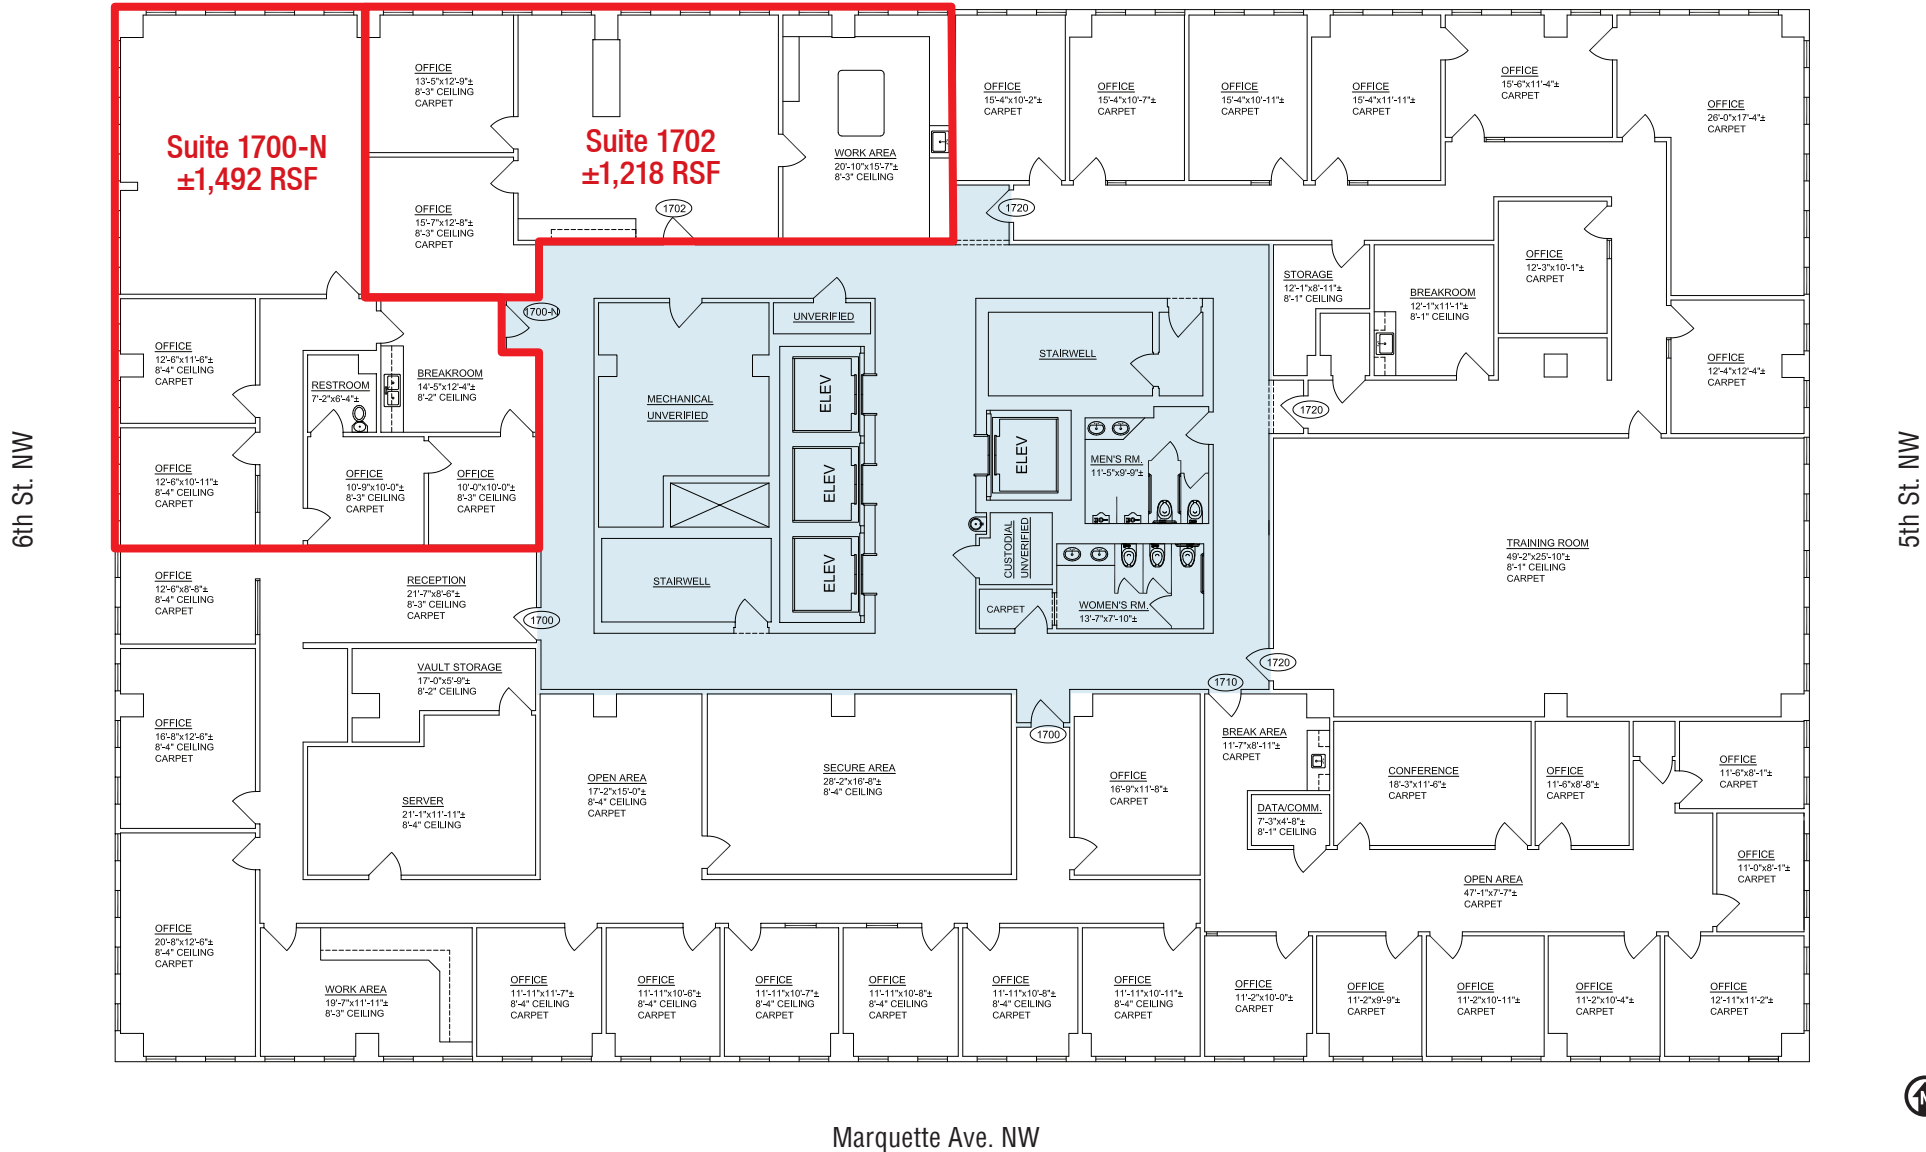 Suite 1700-N
±1,492 RSF
OFFICE
13'-5"x12'-9"±
8'-3" CEILING
CARPET
Suite 1702
±1,218 RSF
WORK AREA
20'-10"x15'-7"±
8'-3" CEILING
OFFICE
15'-7"x12'-8"±
8'-3" CEILING
CARPET
1702
OFFICE
15'-4"x10'-2"±
CARPET
OFFICE
15'-4"x10'-7"±
CARPET
OFFICE
15'-4"x10'-11"±
CARPET
OFFICE
15'-4"x11'-11"±
CARPET
OFFICE
15'-6"x11'-4"±
CARPET
OFFICE
26'-0"x17'-4"±
CARPET
1720
OFFICE
12'-3"x10'-1"±
CARPET
STORAGE
12'-1"x8'-11"±
8'-1" CEILING
BREAKROOM
12'-1"x11'-1"±
8'-1" CEILING
OFFICE
12'-4"x12'-4"±
CARPET
1720
1700-N
OFFICE
12'-6"x11'-6"±
8'-4" CEILING
CARPET
RESTROOM
7'-2"x6'-4"±
BREAKROOM
14'-5"x12'-4"±
8'-2" CEILING
OFFICE
12'-6"x10'-11"±
8'-4" CEILING
CARPET
OFFICE
10'-9"x10'-0"±
8'-3" CEILING
CARPET
OFFICE
10'-0"x10'-0"±
8'-3" CEILING
CARPET
UNVERIFIED
MECHANICAL
UNVERIFIED
ELEV
ELEV
ELEV
STAIRWELL
STAIRWELL
ELEV
MEN'S RM.
11'-5"x9'-9"±
CUSTODIAL
UNVERIFIED
CARPET
WOMEN'S RM.
13'-7"x7'-10"±
6th St. NW
5th St. NW
TRAINING ROOM
49'-2"x25'-10"±
8'-1" CEILING
CARPET
OFFICE
12'-6"x8'-8"±
8'-4" CEILING
CARPET
RECEPTION
21'-7"x8'-6"±
8'-3" CEILING
CARPET
1700
1720
1710
1700
VAULT STORAGE
17'-0"x5'-9"±
8'-2" CEILING
OFFICE
16'-8"x12'-6"±
8'-4" CEILING
CARPET
SERVER
21'-1"x11'-11"±
8'-4" CEILING
OPEN AREA
17'-2"x15'-0"±
8'-4" CEILING
CARPET
SECURE AREA
28'-2"x16'-8"±
8'-4" CEILING
OFFICE
16'-9"x11'-8"±
CARPET
BREAK AREA
11'-7"x8'-11"±
CARPET
DATA/COMM.
7'-3"x4'-8"±
8'-1" CEILING
CONFERENCE
18'-3"x11'-6"±
CARPET
OFFICE
11'-6"x8'-8"±
CARPET
OFFICE
11'-6"x8'-1"±
CARPET
OFFICE
11'-0"x8'-1"±
CARPET
OPEN AREA
47'-1"x7'-7"±
CARPET
OFFICE
20'-8"x12'-6"±
8'-4" CEILING
CARPET
WORK AREA
19'-7"x11'-11"±
8'-3" CEILING
OFFICE
11'-11"x11'-7"±
8'-4" CEILING
CARPET
OFFICE
11'-11"x10'-6"±
8'-4" CEILING
CARPET
OFFICE
11'-11"x10'-7"±
8'-4" CEILING
CARPET
OFFICE
11'-11"x10'-8"±
8'-4" CEILING
CARPET
OFFICE
11'-11"x10'-8"±
8'-4" CEILING
CARPET
OFFICE
11'-11"x10'-11"±
8'-4" CEILING
CARPET
OFFICE
11'-2"x10'-0"±
CARPET
OFFICE
11'-2"x9'-9"±
CARPET
OFFICE
11'-2"x10'-11"±
CARPET
OFFICE
11'-2"x10'-4"±
CARPET
OFFICE
12'-11"x11'-2"±
CARPET
N
Marquette Ave. NW